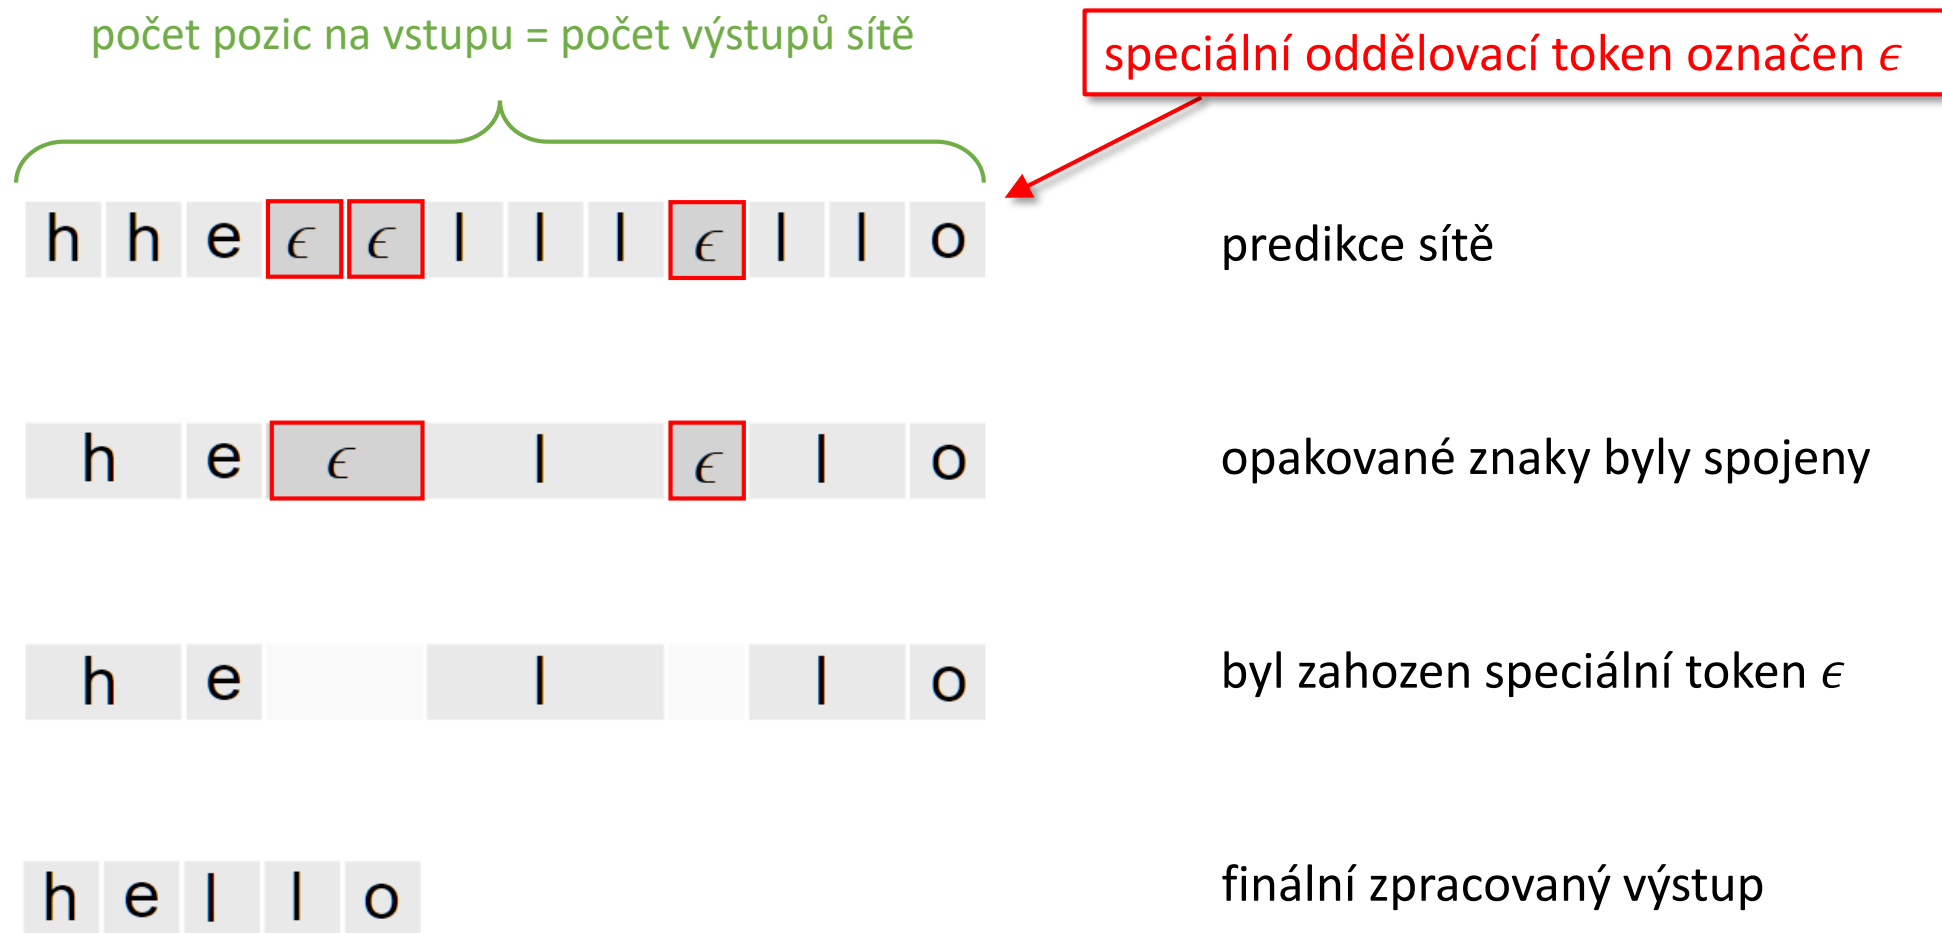 počet pozic na vstupu = počet výstupů sítě
speciální oddělovací token označen ϵ
h h e ϵ ϵ l l l ϵ l l o
predikce sítě
h e ϵ l ϵ l o
opakované znaky byly spojeny
h e l l o
byl zahozen speciální token ϵ
h e l l o
finální zpracovaný výstup